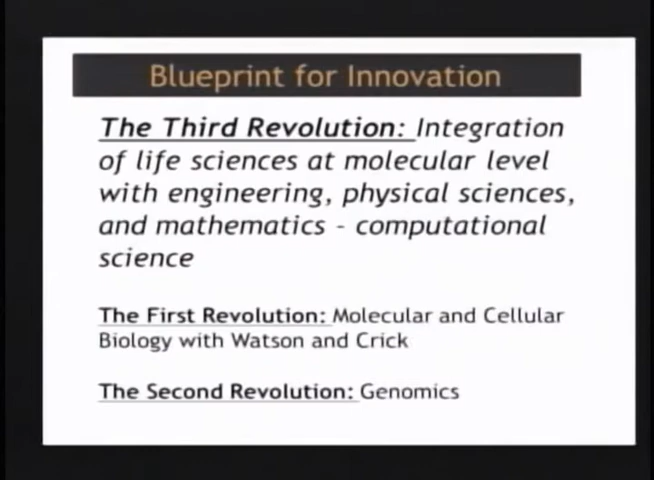 Blueprint for Innovation
The Third Revolution: Integration
of life sciences at molecular level
with engineering, physical sciences,
and mathematics - computational
science
The First Revolution: Molecular and Cellular
Biology with Watson and Crick
The Second Revolution: Genomics